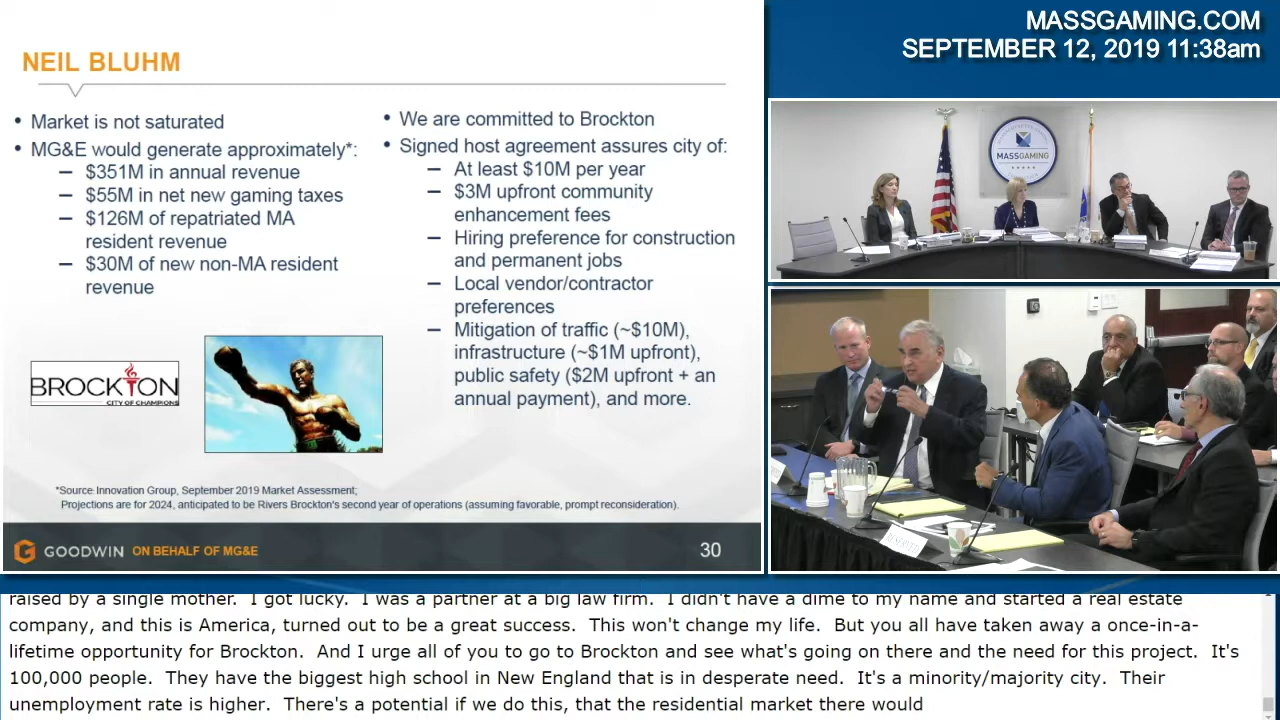 MASSGAMING.COM
SEPTEMBER 12, 2019 11:38am
NEIL BLUHM
• Market is not saturated
• MG&E would generate approximately*:
– $351M in annual revenue
– $55M in net new gaming taxes
– $126M of repatriated MA
resident revenue
– $30M of new non-MA resident
revenue
• We are committed to Brockton
• Signed host agreement assures city of:
– At least $10M per year
– $3M upfront community
enhancement fees
– Hiring preference for construction
and permanent jobs
– Local vendor/contractor
preferences
– Mitigation of traffic (~$10M),
infrastructure (~$1M upfront),
public safety ($2M upfront + an
annual payment), and more.
BROCKTON
CITY OF CHAMPIONS
*Source: Innovation Group, September 2019 Market Assessment;
Projections are for 2024, anticipated to be Rivers Brockton's second year of operations (assuming favorable, prompt reconsideration).
GOODWIN ON BEHALF OF MG&E 30
MASSGAMING
RESERVED
raised by a single mother. I got lucky. I was a partner at a big law firm. I didn't have a dime to my name and started a real estate
company, and this is America, turned out to be a great success. This won't change my life. But you all have taken away a once-in-a-
lifetime opportunity for Brockton. And I urge all of you to go to Brockton and see what's going on there and the need for this project. It's
100,000 people. They have the biggest high school in New England that is in desperate need. It's a minority/majority city. Their
unemployment rate is higher. There's a potential if we do this, that the residential market there would